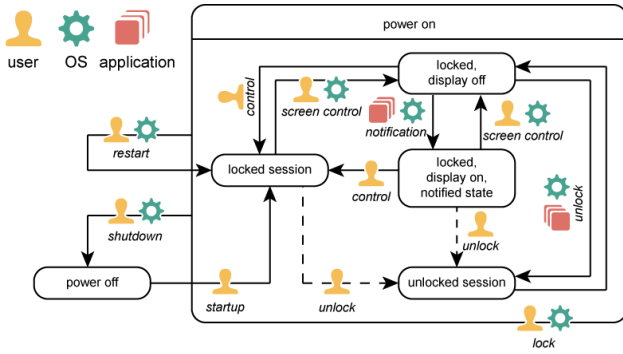 power on
user
OS
application
locked,
display off
control
screen control
notification
screen control
restart
locked session
control
locked,
display on,
notified state
unlock
shutdown
unlock
power off
startup
unlock
unlocked session
lock